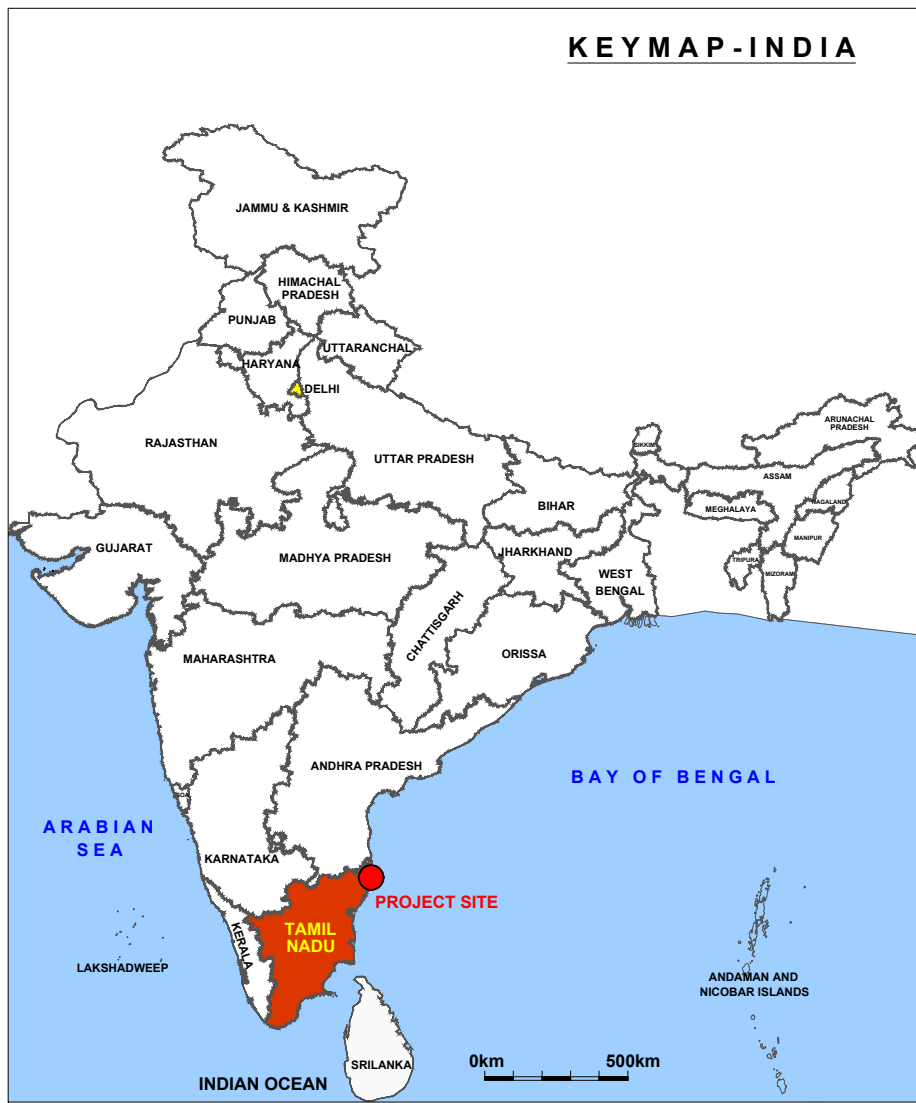 KEYMAP-INDIA
JAMMU & KASHMIR
HIMACHAL
PRADESH
PUNJAB
UTTARANCHAL
HARYANA
DELHI
ARUNACHAL
PRADESH
RAJASTHAN
SIKKIM
UTTAR PRADESH
ASSAM
NAGALAND
BIHAR
MEGHALAYA
MANIPUR
GUJARAT
JHARKHAND
MADHYA PRADESH
TRIPURA
WEST
BENGAL
MIZORAM
CHATTISGARH
MAHARASHTRA
ORISSA
ANDHRA PRADESH
BAY OF BENGAL
GOA
ARABIAN
SEA
KARNATAKA
PROJECT SITE
TAMIL
NADU
KERALA
LAKSHADWEEP
ANDAMAN AND
NICOBAR ISLANDS
SRILANKA
0km 500km
INDIAN OCEAN